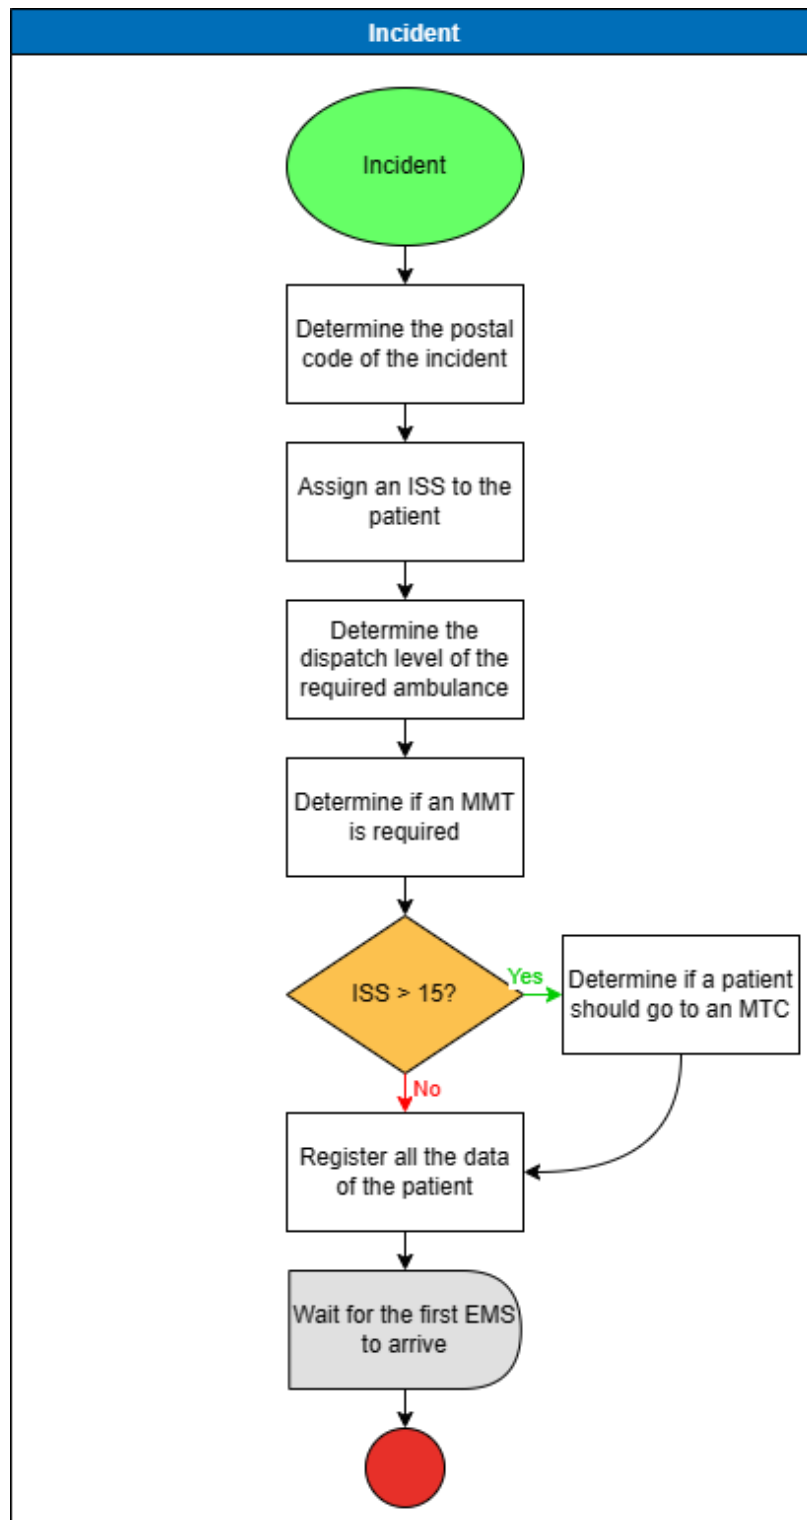 Incident
Incident
Determine the postal
code of the incident
Assign an ISS to the
patient
Determine the
dispatch level of the
required ambulance
Determine if an MMT
is required
ISS > 15?
Yes
Determine if a patient
should go to an MTC
No
Register all the data
of the patient
Wait for the first EMS
to arrive